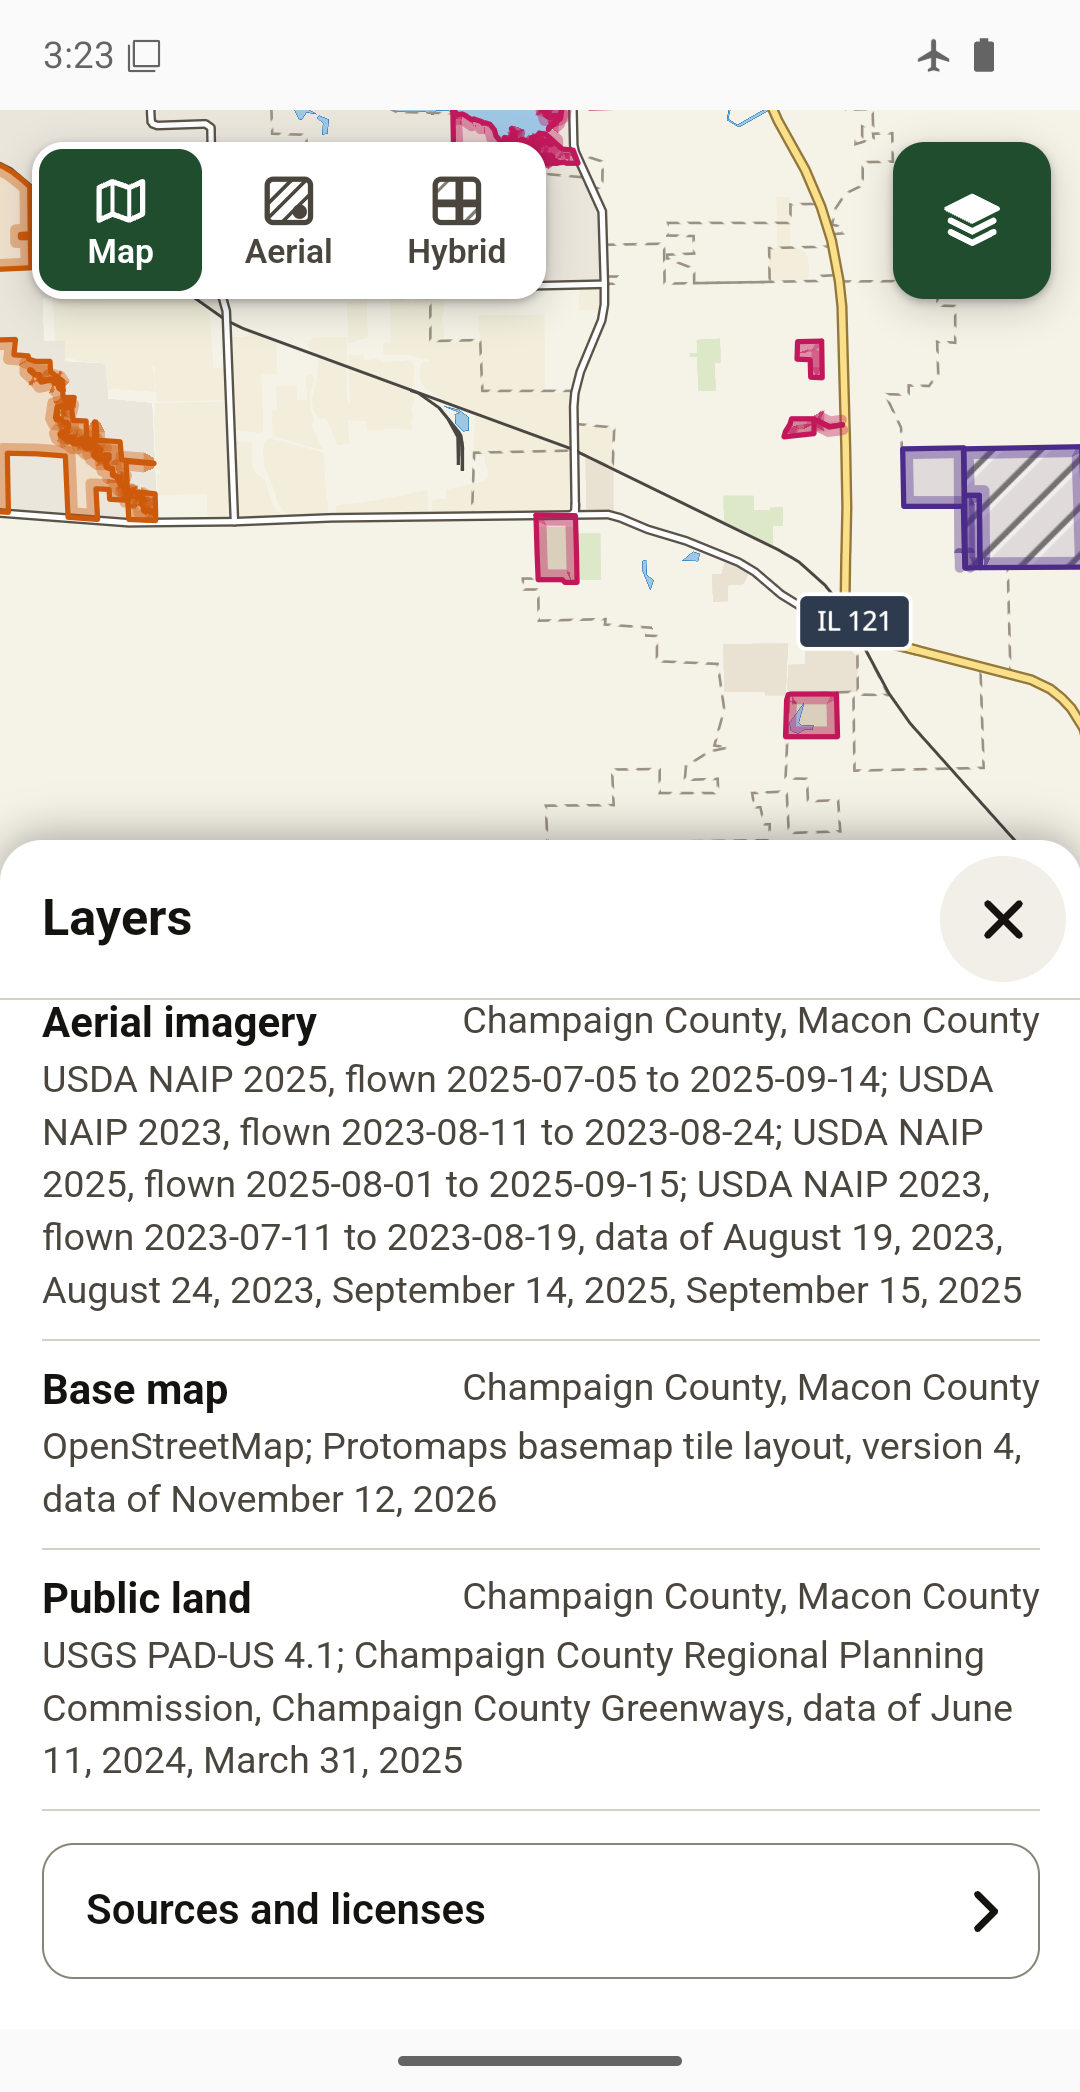 3:23
Map
Aerial
Hybrid
IL 121
Layers
Aerial imagery
Champaign County, Macon County
USDA NAIP 2025, flown 2025-07-05 to 2025-09-14; USDA
NAIP 2023, flown 2023-08-11 to 2023-08-24; USDA NAIP
2025, flown 2025-08-01 to 2025-09-15; USDA NAIP 2023,
flown 2023-07-11 to 2023-08-19, data of August 19, 2023,
August 24, 2023, September 14, 2025, September 15, 2025
Base map
Champaign County, Macon County
OpenStreetMap; Protomaps basemap tile layout, version 4,
data of November 12, 2026
Public land
Champaign County, Macon County
USGS PAD-US 4.1; Champaign County Regional Planning
Commission, Champaign County Greenways, data of June
11, 2024, March 31, 2025
Sources and licenses